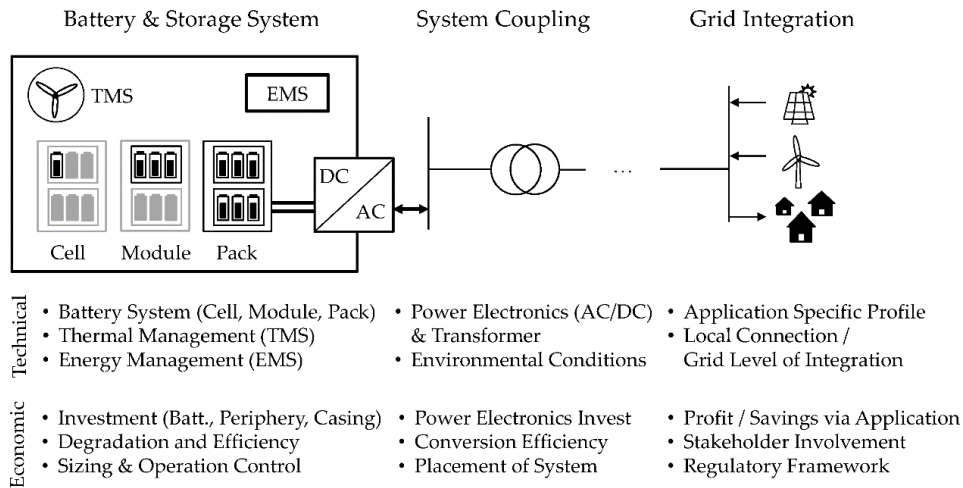 Battery & Storage System
System Coupling
Grid Integration
TMS
EMS
DC
AC
...
Cell
Module
Pack
Technical
• Battery System (Cell, Module, Pack)
• Thermal Management (TMS)
• Energy Management (EMS)
• Power Electronics (AC/DC)
& Transformer
• Environmental Conditions
• Application Specific Profile
• Local Connection /
Grid Level of Integration
Economic
• Investment (Batt., Periphery, Casing)
• Degradation and Efficiency
• Sizing & Operation Control
• Power Electronics Invest
• Conversion Efficiency
• Placement of System
• Profit / Savings via Application
• Stakeholder Involvement
• Regulatory Framework